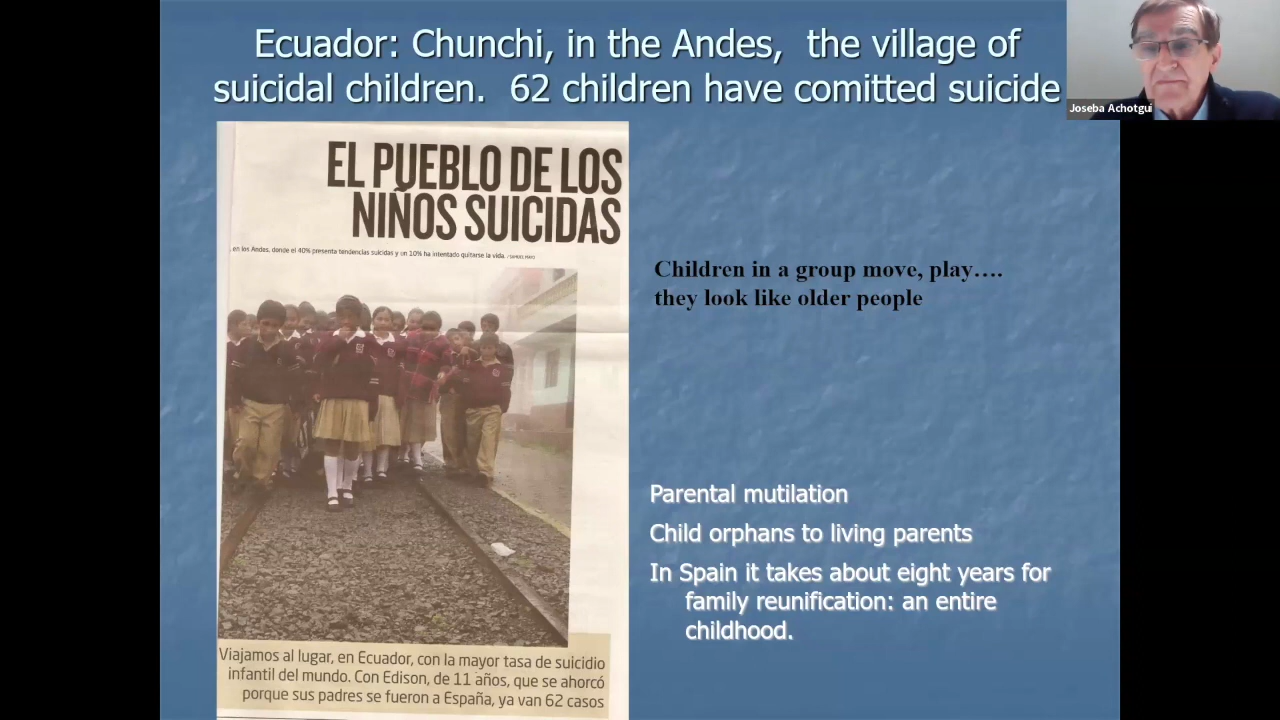 Ecuador: Chunchi, in the Andes, the village of
suicidal children. 62 children have comitted suicide
Joseba Achotgui
EL PUEBLO DE LOS
NIÑOS SUICIDAS
en los Andes, donde el 40% presenta tendencias suicidas y un 10% ha intentado quitarse la vida. /
Children in a group move, play….
they look like older people
Parental mutilation
Child orphans to living parents
In Spain it takes about eight years for
family reunification: an entire
childhood.
Viajamos al lugar, en Ecuador, con la mayor tasa de suicidio
infantil del mundo. Con Edison, de 11 años, que se ahorcó
porque sus padres se fueron a España, ya van 62 casos